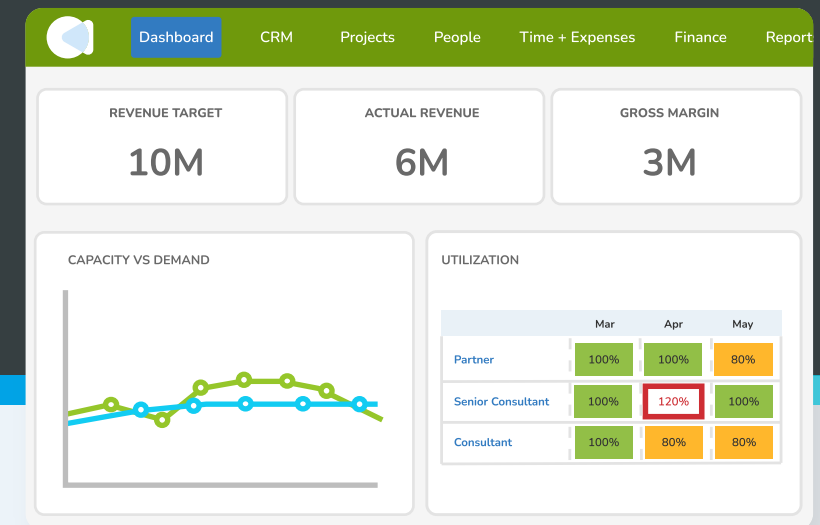 Dashboard CRM Projects People Time + Expenses Finance Report
REVENUE TARGET
10M
ACTUAL REVENUE
6M
GROSS MARGIN
3M
CAPACITY VS DEMAND
UTILIZATION
Mar Apr May
Partner 100% 100% 80%
Senior Consultant 100% 120% 100%
Consultant 100% 80% 80%